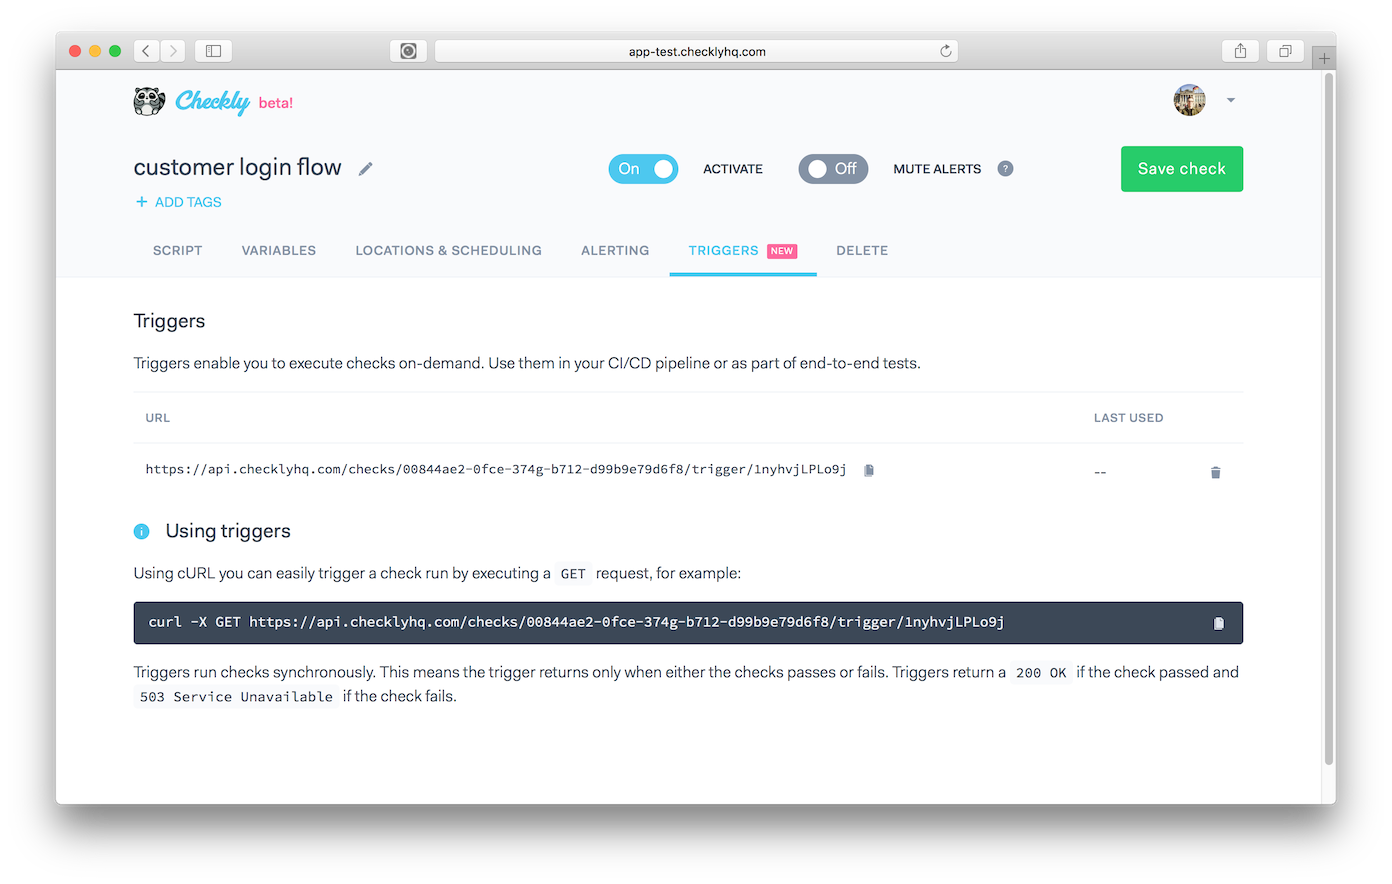 app-test.checklyhq.com
Checkly beta!
customer login flow
On ACTIVATE Off MUTE ALERTS ? Save check
+ ADD TAGS
SCRIPT VARIABLES LOCATIONS & SCHEDULING ALERTING TRIGGERS NEW DELETE
Triggers
Triggers enable you to execute checks on-demand. Use them in your CI/CD pipeline or as part of end-to-end tests.
URL LAST USED
https://api.checklyhq.com/checks/00844ae2-0fce-374g-b712-d99b9e79d6f8/trigger/1nyhvjLPLo9j --
i Using triggers
Using cURL you can easily trigger a check run by executing a GET request, for example:
curl -X GET https://api.checklyhq.com/checks/00844ae2-0fce-374g-b712-d99b9e79d6f8/trigger/1nyhvjLPLo9j
Triggers run checks synchronously. This means the trigger returns only when either the checks passes or fails. Triggers return a 200 OK if the check passed and
503 Service Unavailable if the check fails.